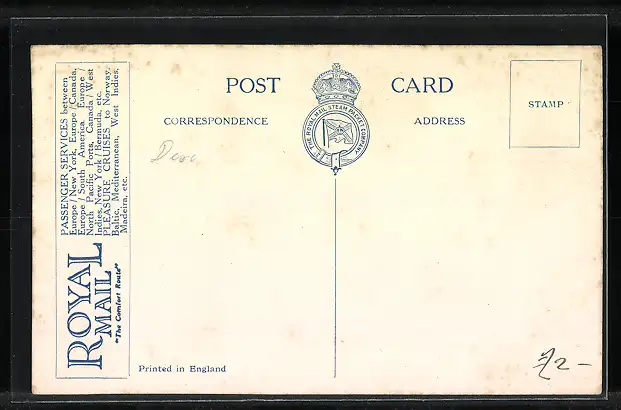 POST CARD
CORRESPONDENCE
ADDRESS
STAMP
THE ROYAL MAIL STEAM PACKET COMPANY
PASSENGER SERVICES between
Europe / New York, Europe / Canada,
Europe / South America, Europe /
North Pacific Ports, Canada / West
Indies, New York / Bermuda, etc.
PLEASURE CRUISES to Norway,
Baltic, Mediterranean, West Indies,
Madeira, etc.
ROYAL
MAIL
"The Comfort Route"
Printed in England